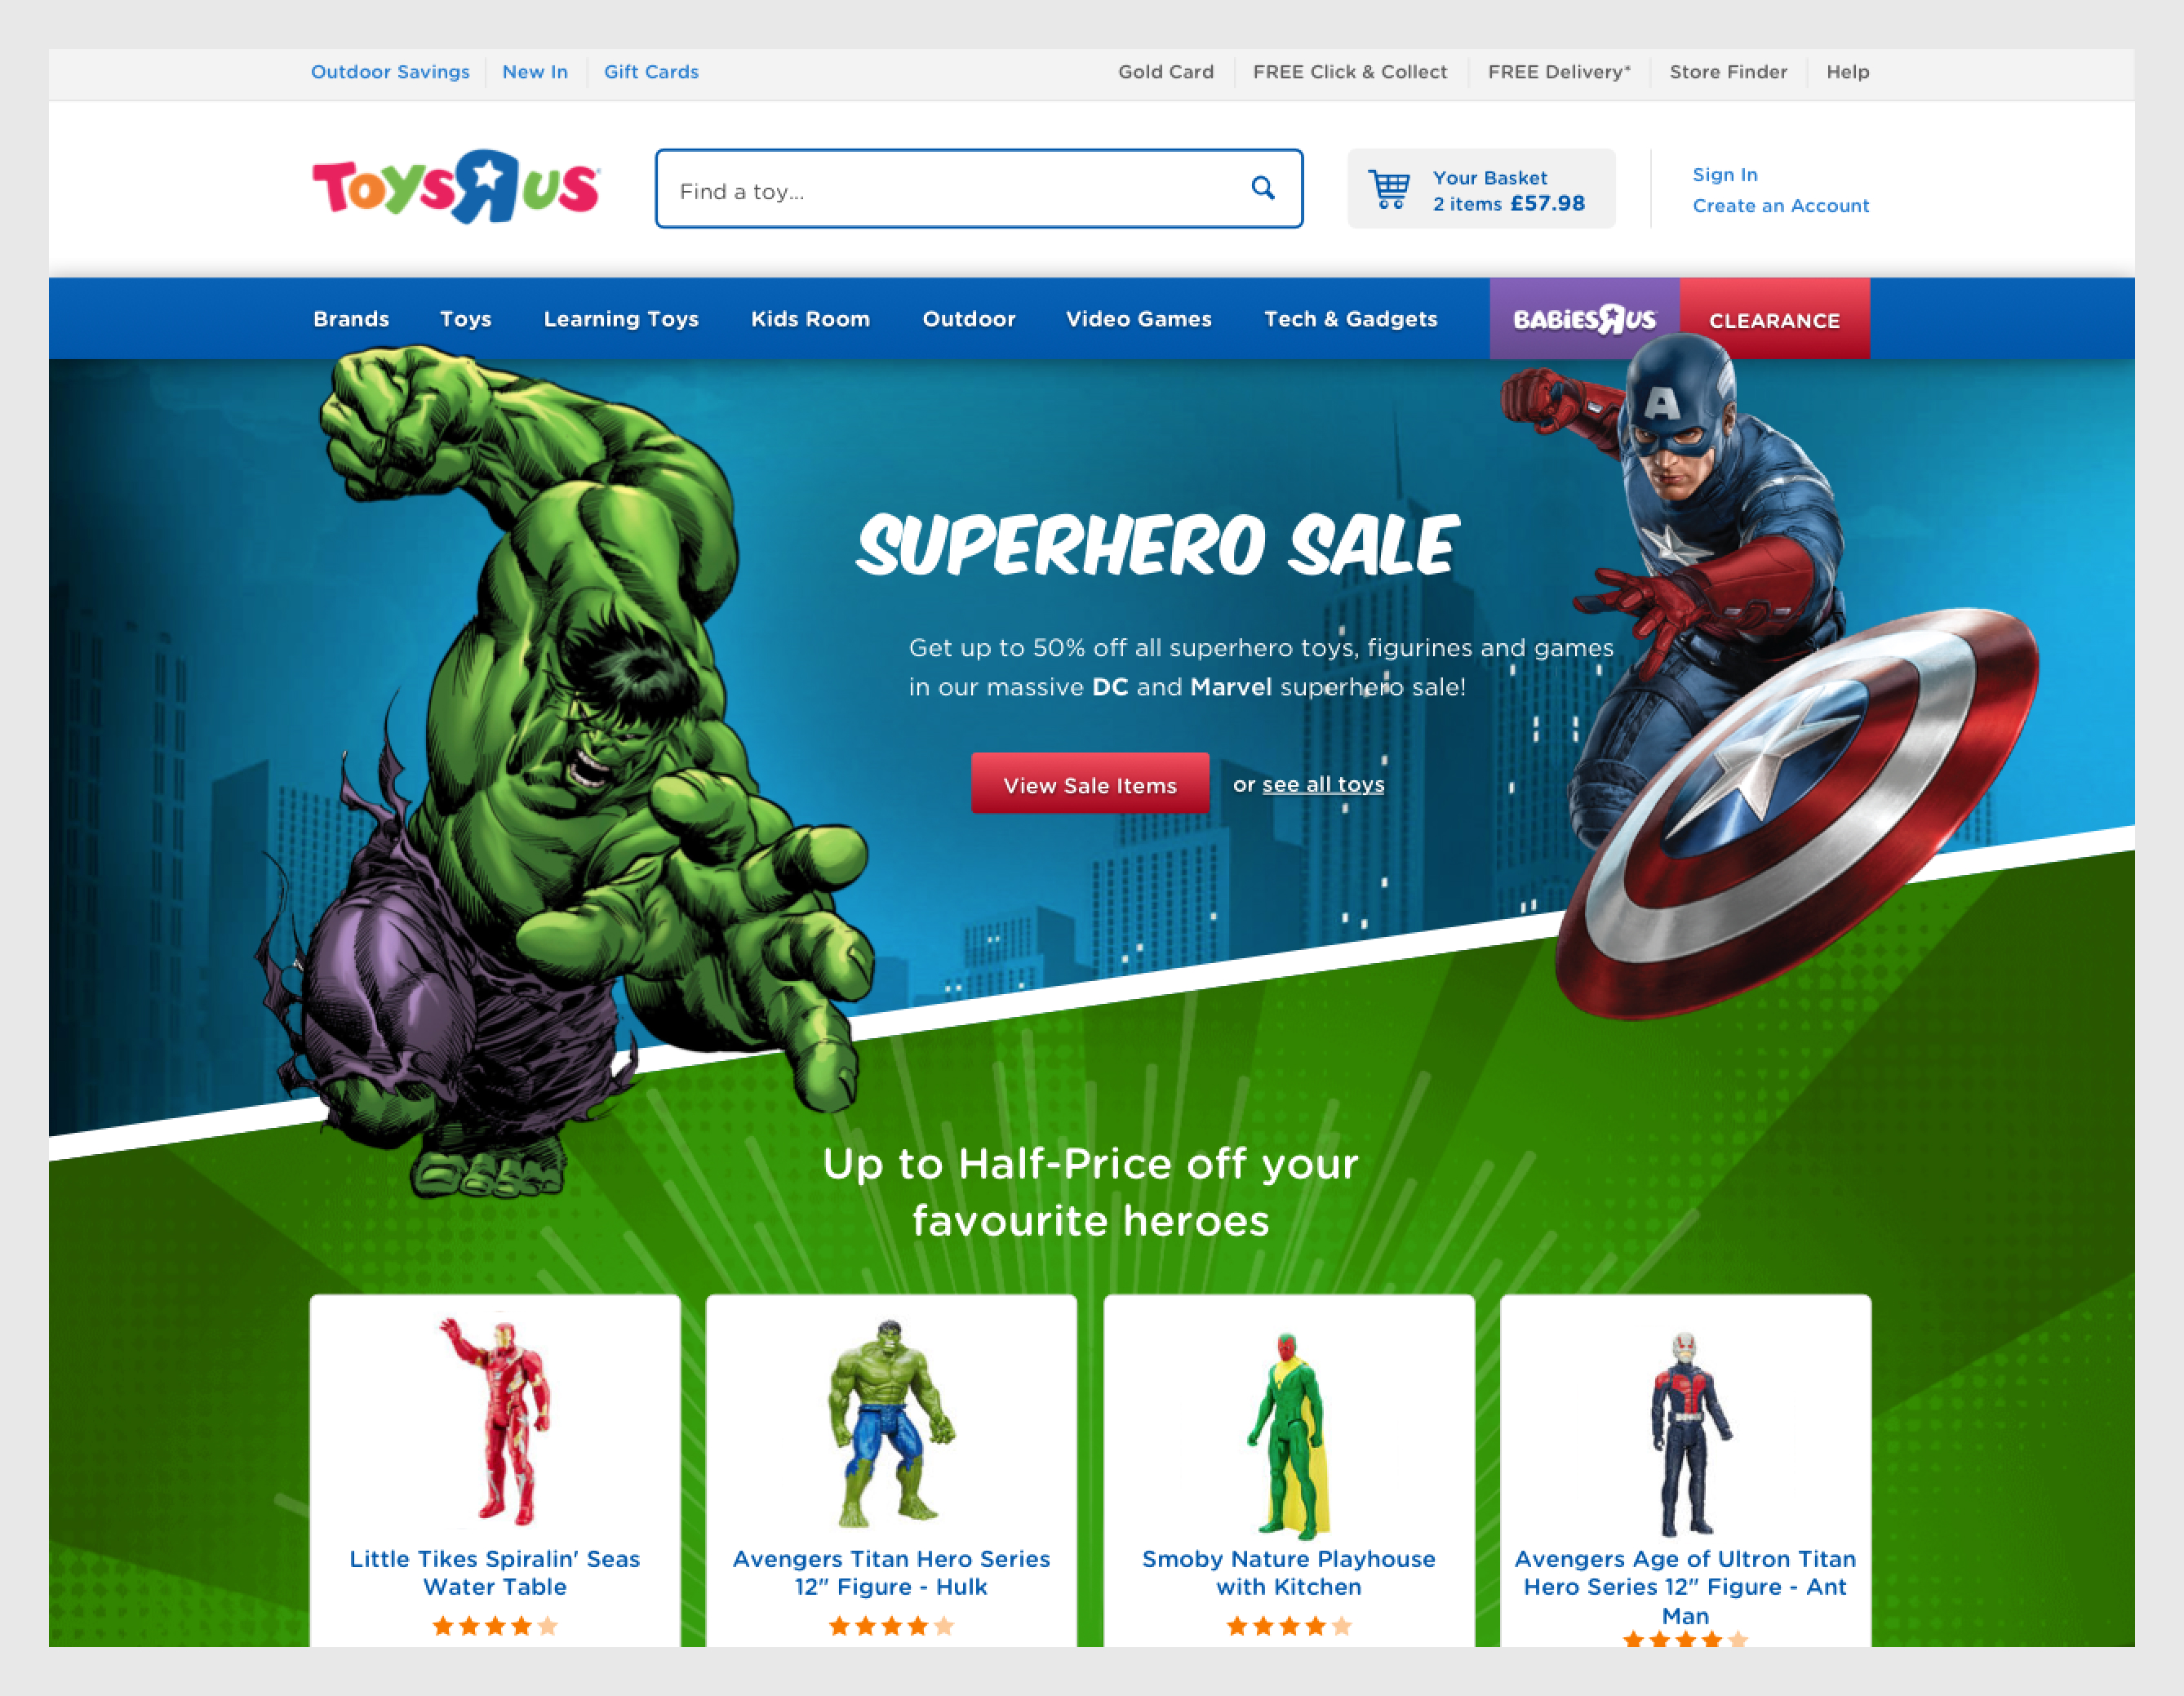 Outdoor Savings New In Gift Cards Gold Card FREE Click & Collect FREE Delivery* Store Finder Help
ToysRus
Find a toy...
Your Basket
2 items £57.98
Sign In
Create an Account
Brands Toys Learning Toys Kids Room Outdoor Video Games Tech & Gadgets BABiESRUS CLEARANCE
A
SUPERHERO SALE
Get up to 50% off all superhero toys, figurines and games
in our massive DC and Marvel superhero sale!
View Sale Items or see all toys
Up to Half-Price off your
favourite heroes
Little Tikes Spiralin' Seas
Water Table
Avengers Titan Hero Series
12" Figure - Hulk
Smoby Nature Playhouse
with Kitchen
Avengers Age of Ultron Titan
Hero Series 12" Figure - Ant
Man